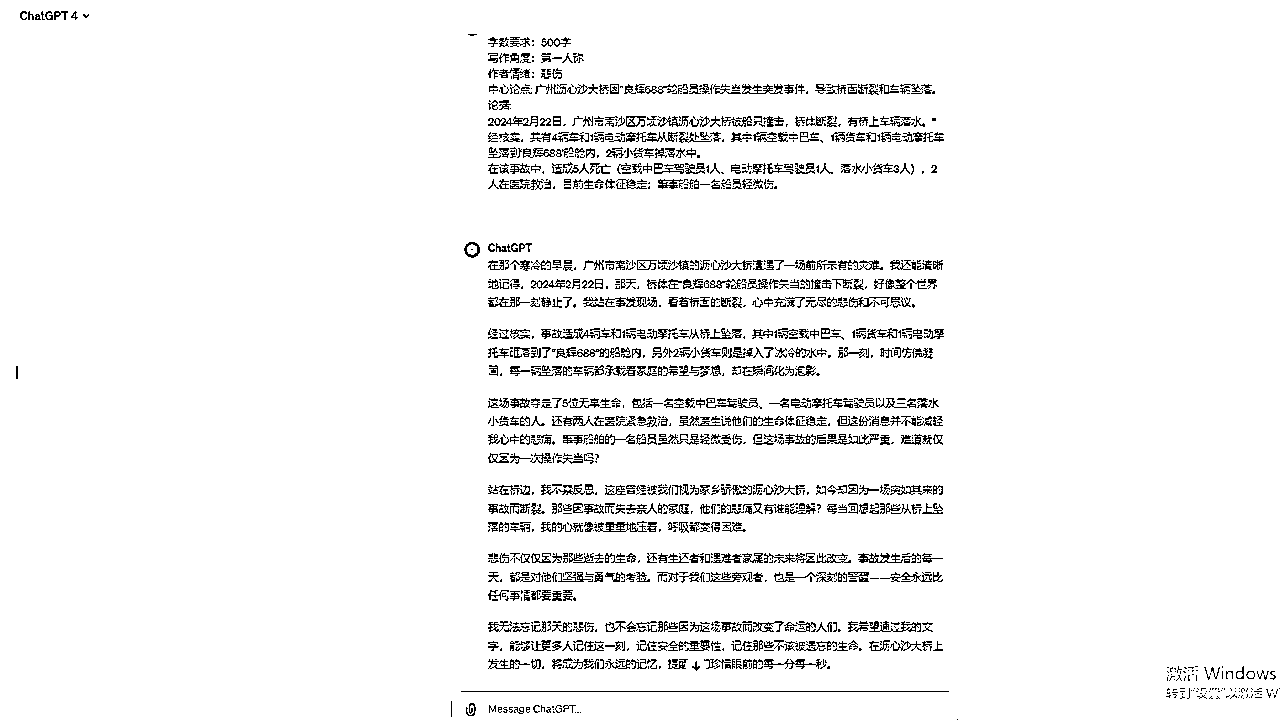 ChatGPT 4
字数要求：500字
写作角度：第一人称
作者情绪：悲伤
中心论点: 广州沥心沙大桥因"良辉688"轮船员操作失当发生突发事件，导致桥面断裂和车辆坠落。
论据:
2024年2月22日，广州市南沙区万顷沙镇沥心沙大桥被船只撞击，桥体断裂，有桥上车辆落水。"
经核实，共有4辆车和1辆电动摩托车从断裂处坠落，其中1辆空载中巴车、1辆货车和1辆电动摩托车
坠落到"良辉688"船舱内，2辆小货车掉落水中。
在该事故中，造成5人死亡（空载中巴车驾驶员1人、电动摩托车驾驶员1人、落水小货车3人），2
人在医院救治，目前生命体征稳定；肇事船舶一名船员轻微伤。
ChatGPT
在那个寒冷的早晨，广州市南沙区万顷沙镇的沥心沙大桥遭遇了一场前所未有的灾难。我还能清晰
地记得，2024年2月22日，那天，桥体在"良辉688"轮船员操作失当的撞击下断裂，好像整个世界
都在那一刻静止了。我站在事发现场，看着桥面的断裂，心中充满了无尽的悲伤和不可思议。
经过核实，事故造成4辆车和1辆电动摩托车从桥上坠落，其中1辆空载中巴车、1辆货车和1辆电动摩
托车坠落到了"良辉688"的船舱内，另外2辆小货车则是掉入了冰冷的水中。那一刻，时间仿佛凝
固，每一辆坠落的车辆都承载着家庭的希望与梦想，却在瞬间化为泡影。
这场事故夺走了5位无辜生命，包括一名空载中巴车驾驶员、一名电动摩托车驾驶员以及三名落水
小货车的人。还有两人在医院紧急救治，虽然医生说他们的生命体征稳定，但这份消息并不能减轻
我心中的悲痛。肇事船舶的一名船员虽然只是轻微受伤，但这场事故的后果是如此严重，难道就仅
仅因为一次操作失当吗？
站在桥边，我不禁反思，这座曾经被我们视为家乡骄傲的沥心沙大桥，如今却因为一场突如其来的
事故而断裂。那些因事故而失去亲人的家庭，他们的悲痛又有谁能理解？每当回想起那些从桥上坠
落的车辆，我的心就像被重重地压着，呼吸都变得困难。
悲伤不仅仅因为那些逝去的生命，还有生还者和遇难者家属的未来将因此改变。事故发生后的每一
天，都是对他们坚强与勇气的考验。而对于我们这些旁观者，也是一个深刻的警醒——安全永远比
任何事情都要重要。
我无法忘记那天的悲伤，也不会忘记那些因为这场事故而改变了命运的人们。我希望通过我的文
字，能够让更多人记住这一刻，记住安全的重要性，记住那些不该被遗忘的生命。在沥心沙大桥上
发生的一切，将成为我们永远的记忆，提醒 们珍惜眼前的每一分每一秒。
Message ChatGPT...
激活 Windows
转到"设置"以激活 W